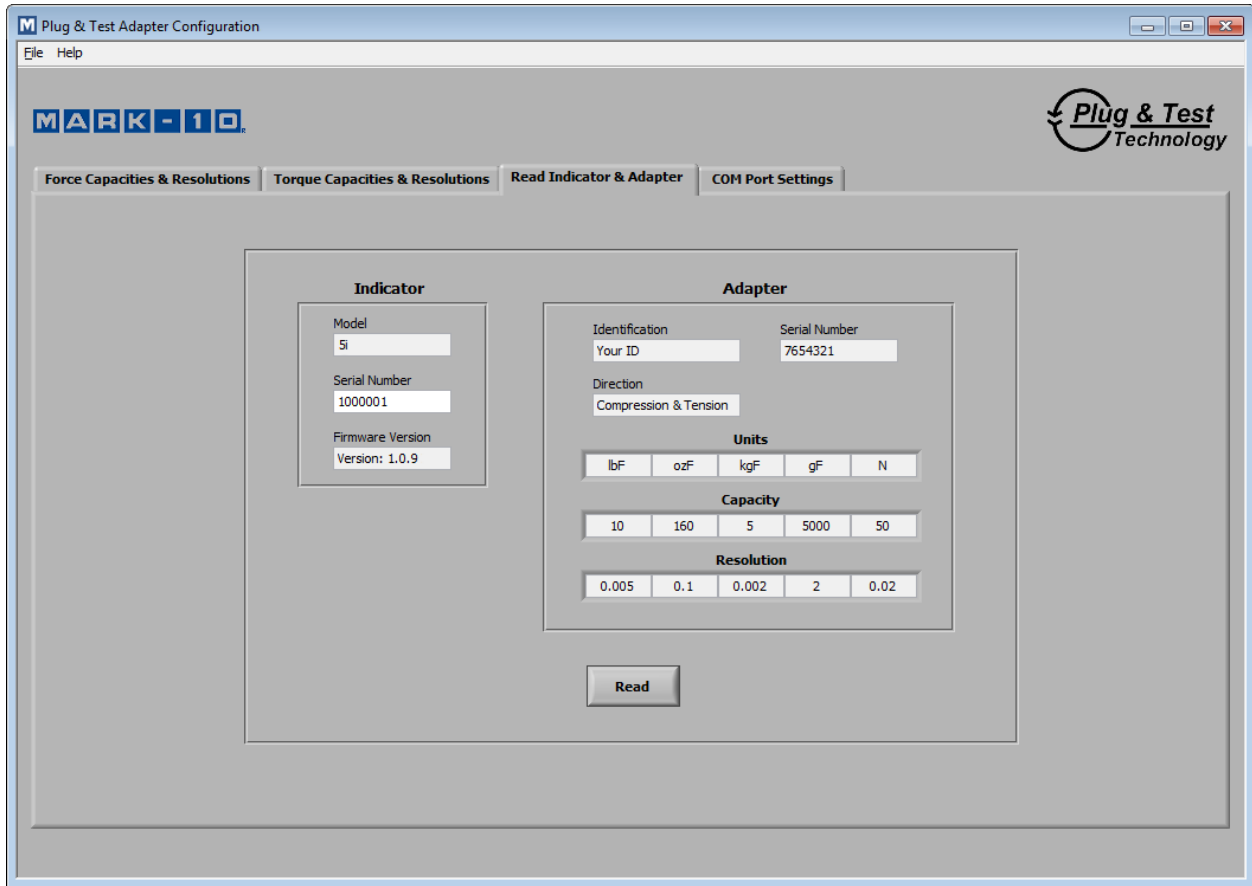 M Plug & Test Adapter Configuration
File Help
MARK-10®
Plug & Test
Technology
Force Capacities & Resolutions Torque Capacities & Resolutions Read Indicator & Adapter COM Port Settings
Indicator
Model
5i
Serial Number
1000001
Firmware Version
Version: 1.0.9
Adapter
Identification Serial Number
Your ID 7654321
Direction
Compression & Tension
Units
lbF ozF kgF gF N
Capacity
10 160 5 5000 50
Resolution
0.005 0.1 0.002 2 0.02
Read